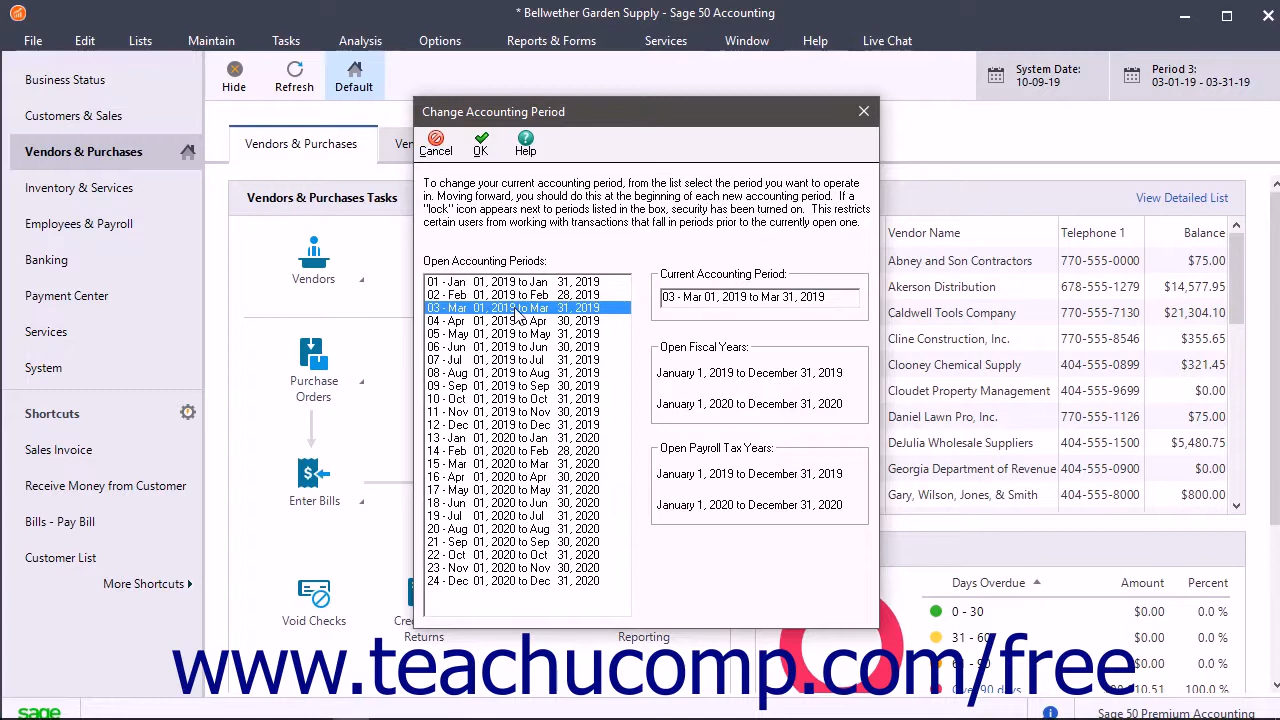 * Bellwether Garden Supply - Sage 50 Accounting
File Edit Lists Maintain Tasks Analysis Options Reports & Forms Services Window Help Live Chat
Business Status
Customers & Sales
Vendors & Purchases
Inventory & Services
Employees & Payroll
Banking
Payment Center
Services
System
Shortcuts
Sales Invoice
Receive Money from Customer
Bills - Pay Bill
Customer List
More Shortcuts
Hide Refresh Default
System Date:
10-09-19
Period 3:
03-01-19 - 03-31-19
Vendors & Purchases
Vendors & Purchases Tasks
Vendors
Purchase
Orders
Enter Bills
Void Checks
Returns
Reporting
Change Accounting Period
Cancel OK Help
To change your current accounting period, from the list select the period you want to operate
in. Moving forward, you should do this at the beginning of each new accounting period. If a
"lock" icon appears next to periods listed in the box, security has been turned on. This restricts
certain users from working with transactions that fall in periods prior to the currently open one.
Open Accounting Periods:
01 - Jan 01, 2019 to Jan 31, 2019
02 - Feb 01, 2019 to Feb 28, 2019
03 - Mar 01, 2019 to Mar 31, 2019
04 - Apr 01, 2019 to Apr 30, 2019
05 - May 01, 2019 to May 31, 2019
06 - Jun 01, 2019 to Jun 30, 2019
07 - Jul 01, 2019 to Jul 31, 2019
08 - Aug 01, 2019 to Aug 31, 2019
09 - Sep 01, 2019 to Sep 30, 2019
10 - Oct 01, 2019 to Oct 31, 2019
11 - Nov 01, 2019 to Nov 30, 2019
12 - Dec 01, 2019 to Dec 31, 2019
13 - Jan 01, 2020 to Jan 31, 2020
14 - Feb 01, 2020 to Feb 28, 2020
15 - Mar 01, 2020 to Mar 31, 2020
16 - Apr 01, 2020 to Apr 30, 2020
17 - May 01, 2020 to May 31, 2020
18 - Jun 01, 2020 to Jun 30, 2020
19 - Jul 01, 2020 to Jul 31, 2020
20 - Aug 01, 2020 to Aug 31, 2020
21 - Sep 01, 2020 to Sep 30, 2020
22 - Oct 01, 2020 to Oct 31, 2020
23 - Nov 01, 2020 to Nov 30, 2020
24 - Dec 01, 2020 to Dec 31, 2020
Current Accounting Period:
03 - Mar 01, 2019 to Mar 31, 2019
Open Fiscal Years:
January 1, 2019 to December 31, 2019
January 1, 2020 to December 31, 2020
Open Payroll Tax Years:
January 1, 2019 to December 31, 2019
January 1, 2020 to December 31, 2020
View Detailed List
Vendor Name Telephone 1 Balance
Abney and Son Contractors 770-555-0000 $75.00
Akerson Distribution 678-555-1276 $14,577.95
Caldwell Tools Company 770-555-7130 $21,304.10
Cline Construction, Inc. 770-555-8546 $355.65
Clooney Chemical Supply 404-555-0899 $321.45
Cloudet Property Management 404-555-9699 $0.00
Daniel Lawn Pro, Inc. 770-555-1126 $75.00
DeJulia Wholesale Suppliers 404-555-1500 $5,480.75
Georgia Department of Revenue 404-555-0900 $0.00
Gary, Wilson, Jones, & Smith 404-555-8000 $800.00
Days Overdue Amount Percent
0 - 30 $0.00 0.0 %
31 - 60 $0.00 0.0 %
$0.00 0.0 %
Over 90 days 100.0 %
www.teachucomp.com/free
sage
Sage 50 Premium Accounting